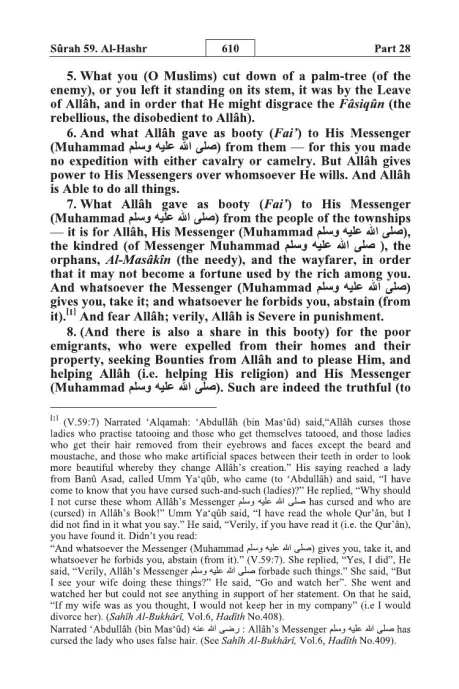 Sûrah 59. Al-Hashr 610 Part 28
5. What you (O Muslims) cut down of a palm-tree (of the
enemy), or you left it standing on its stem, it was by the Leave
of Allâh, and in order that He might disgrace the Fâsiqûn (the
rebellious, the disobedient to Allâh).
6. And what Allâh gave as booty (Fai’) to His Messenger
(Muhammad صلى الله عليه وسلم) from them — for this you made
no expedition with either cavalry or camelry. But Allâh gives
power to His Messengers over whomsoever He wills. And Allâh
is Able to do all things.
7. What Allâh gave as booty (Fai’) to His Messenger
(Muhammad صلى الله عليه وسلم) from the people of the townships
— it is for Allâh, His Messenger (Muhammad صلى الله عليه وسلم),
the kindred (of Messenger Muhammad صلى الله عليه وسلم ), the
orphans, Al-Masâkîn (the needy), and the wayfarer, in order
that it may not become a fortune used by the rich among you.
And whatsoever the Messenger (Muhammad صلى الله عليه وسلم)
gives you, take it; and whatsoever he forbids you, abstain (from
it).[1] And fear Allâh; verily, Allâh is Severe in punishment.
8. (And there is also a share in this booty) for the poor
emigrants, who were expelled from their homes and their
property, seeking Bounties from Allâh and to please Him, and
helping Allâh (i.e. helping His religion) and His Messenger
(Muhammad صلى الله عليه وسلم). Such are indeed the truthful (to
[1] (V.59:7) Narrated ‘Alqamah: ‘Abdullâh (bin Mas‘ûd) said,“Allâh curses those
ladies who practise tatooing and those who get themselves tatooed, and those ladies
who get their hair removed from their eyebrows and faces except the beard and
moustache, and those who make artificial spaces between their teeth in order to look
more beautiful whereby they change Allâh’s creation.” His saying reached a lady
from Banû Asad, called Umm Ya‘qûb, who came (to ‘Abdullâh) and said, “I have
come to know that you have cursed such-and-such (ladies)?” He replied, “Why should
I not curse these whom Allâh’s Messenger صلى الله عليه وسلم has cursed and who are
(cursed) in Allâh’s Book!” Umm Ya‘qûb said, “I have read the whole Qur’ân, but I
did not find in it what you say.” He said, “Verily, if you have read it (i.e. the Qur’ân),
you have found it. Didn’t you read:
“And whatsoever the Messenger (Muhammad صلى الله عليه وسلم) gives you, take it, and
whatsoever he forbids you, abstain (from it).” (V.59:7). She replied, “Yes, I did”, He
said, “Verily, Allâh’s Messenger صلى الله عليه وسلم forbade such things.” She said, “But
I see your wife doing these things?” He said, “Go and watch her”. She went and
watched her but could not see anything in support of her statement. On that he said,
“If my wife was as you thought, I would not keep her in my company” (i.e I would
divorce her). (Sahîh Al-Bukhârî, Vol.6, Hadîth No.408).
Narrated ‘Abdullâh (bin Mas‘ûd) رضى الله عنه : Allâh’s Messenger صلى الله عليه وسلم has
cursed the lady who uses false hair. (See Sahîh Al-Bukhârî, Vol.6, Hadîth No.409).